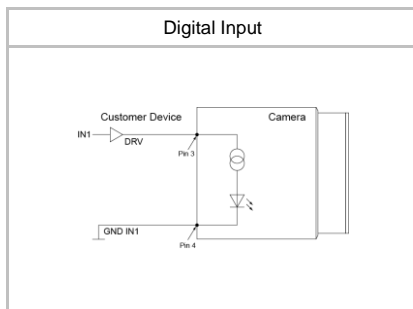 Digital Input
Customer Device
Camera
IN1
DRV
Pin 3
GND IN1
Pin 4